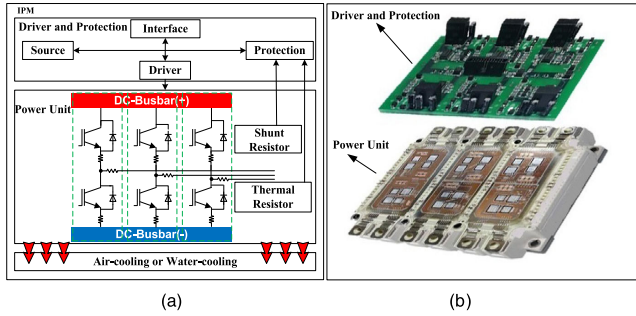 IPM
Driver and Protection
Interface
Source
Protection
Driver
Power Unit
DC-Busbar(+)
Shunt
Resistor
Thermal
Resistor
DC-Busbar(-)
Air-cooling or Water-cooling
(a)
Driver and Protection
Power Unit
(b)